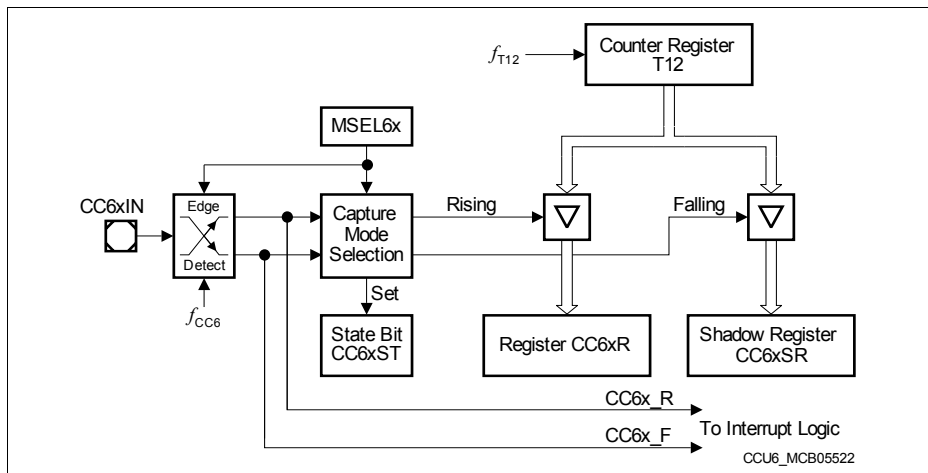 Counter Register
T12
fT12
MSEL6x
CC6xIN
Edge
Detect
Capture
Mode
Selection
Rising
Falling
fCC6
Set
State Bit
CC6xST
Register CC6xR
Shadow Register
CC6xSR
CC6x_R
CC6x_F
To Interrupt Logic
CCU6_MCB05522